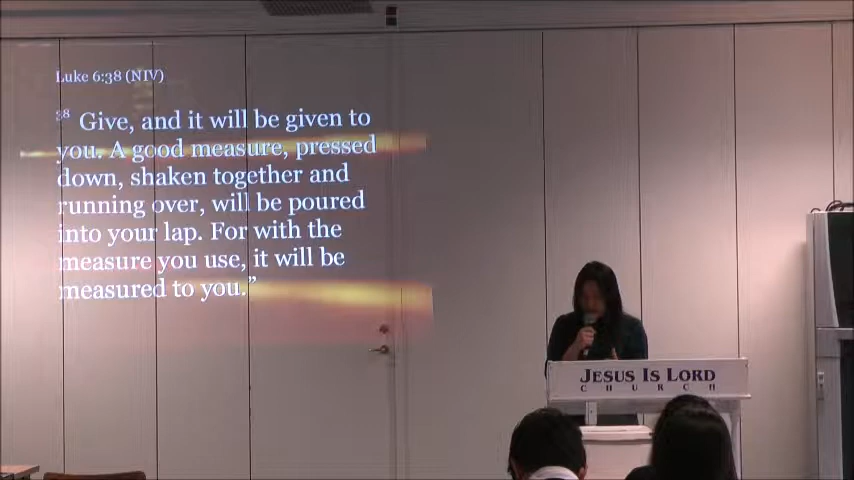 Luke 6:38 (NIV)
38 Give, and it will be given to
you. A good measure, pressed
down, shaken together and
running over, will be poured
into your lap. For with the
measure you use, it will be
measured to you.”
JESUS IS LORD
CHURCH